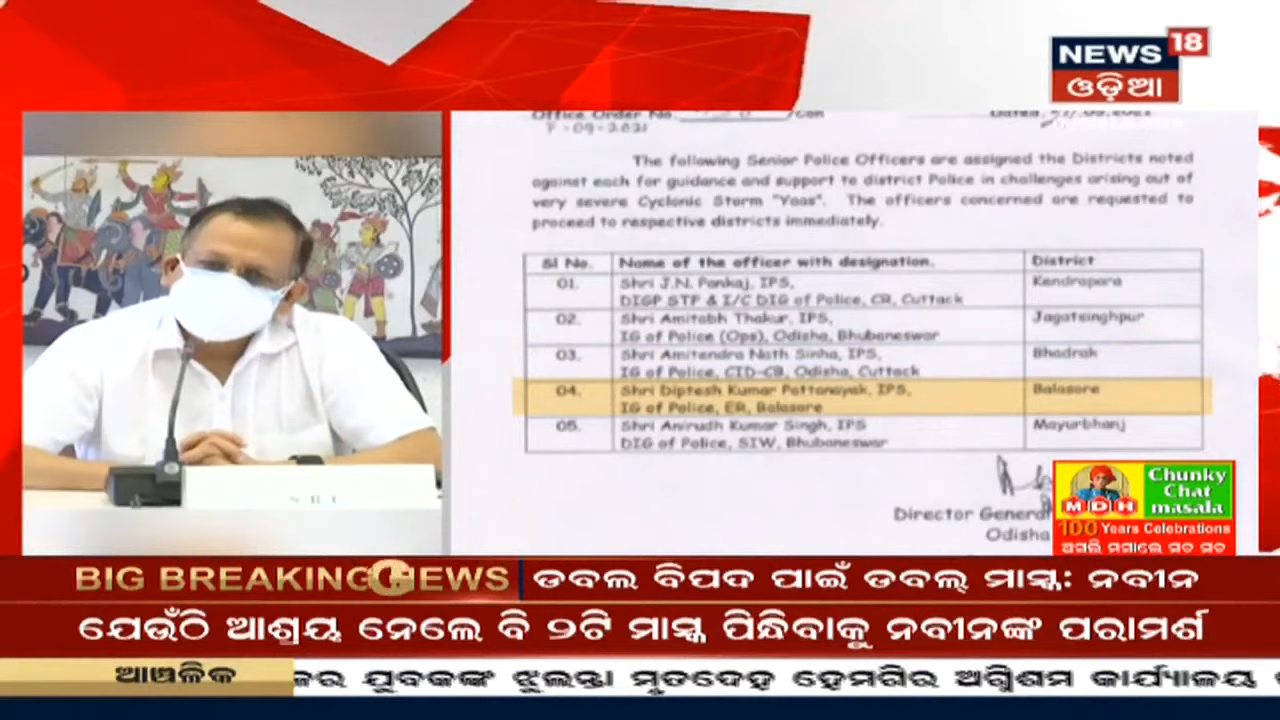 NEWS 18
ଓଡ଼ିଆ
Office Order No /Con
The following Senior Police Officers are assigned the Districts noted
against each for guidance and support to district Police in challenges arising out of
very severe Cyclonic Storm "Yaas". The officers concerned are requested to
proceed to respective districts immediately.
Sl No. Name of the officer with designation. District
01. Shri J.N. Pankaj, IPS, Kendrapara
DIGP STF & I/C DIG of Police, CR, Cuttack
02. Shri Amitabh Thakur, IPS, Jagatsinghpur
IG of Police (Ops), Odisha, Bhubaneswar
03. Shri Amitendra Nath Sinha, IPS, Bhadrak
IG of Police, CID-CB, Odisha, Cuttack
04. Shri Diptesh Kumar Pattanayak, IPS, Balasore
IG of Police, ER, Balasore
05. Shri Anirudh Kumar Singh, IPS Mayurbhanj
DIG of Police, SIW, Bhubaneswar
Director General
Odisha
MDH Chunky
Chat
masala
100 Years Celebrations
BIG BREAKING NEWS ଡବଲ ବିପଦ ପାଇଁ ଡବଲ୍ ମାସ୍କ: ନବୀନ
ଯେଉଁଠି ଆଶ୍ରୟ ନେଲେ ବି ୨ଟି ମାସ୍କ ପିନ୍ଧିବାକୁ ନବୀନଙ୍କ ପରାମର୍ଶ
ଆଞ୍ଚଳିକ ଜର ଯୁବକଙ୍କ ଝୁଲନ୍ତା ମୃତଦେହ ହେମଗିର ଅଗ୍ନିଶମ କାର୍ଯ୍ୟାଳୟ